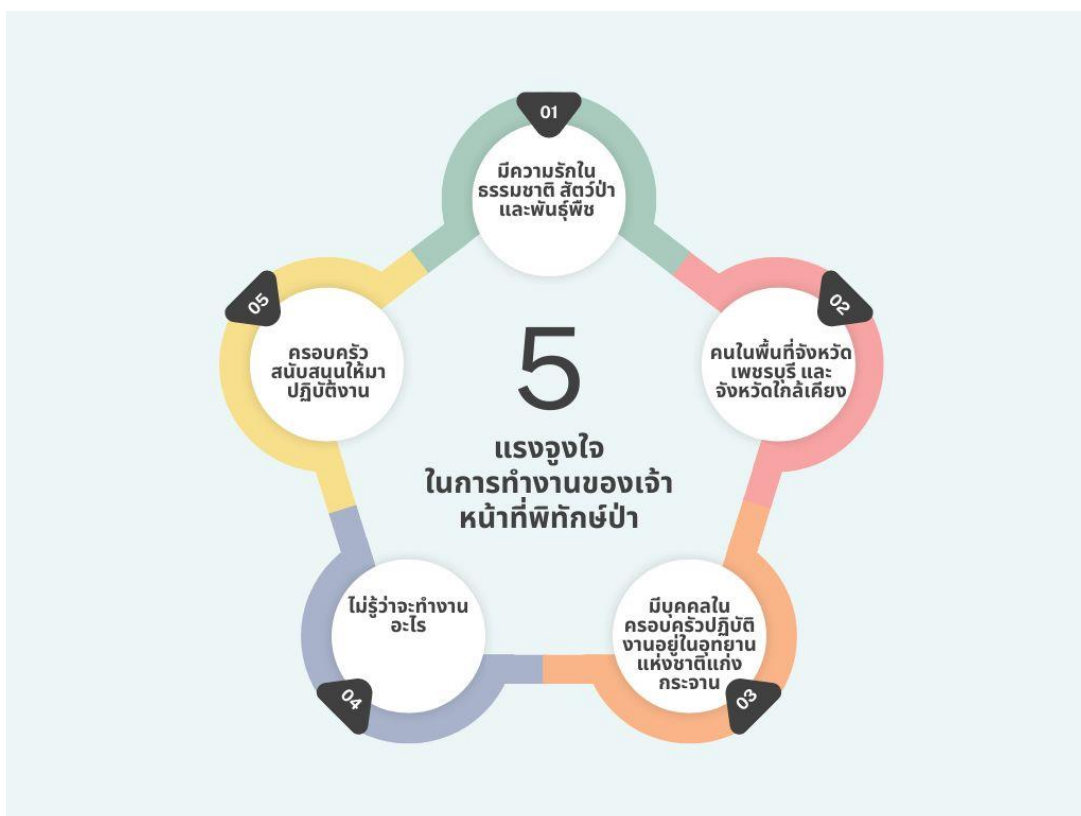 01
มีความรักใน
ธรรมชาติ สัตว์ป่า
และพันธุ์พืช
02
คนในพื้นที่จังหวัด
เพชรบุรี และ
จังหวัดใกล้เคียง
03
มีบุคคลใน
ครอบครัวปฏิบัติ
งานอยู่ในอุทยาน
แห่งชาติแก่ง
กระจาน
04
ไม่รู้ว่าจะทำงาน
อะไร
05
ครอบครัว
สนับสนุนให้มา
ปฏิบัติงาน
5
แรงจูงใจ
ในการทำงานของเจ้า
หน้าที่พิทักษ์ป่า